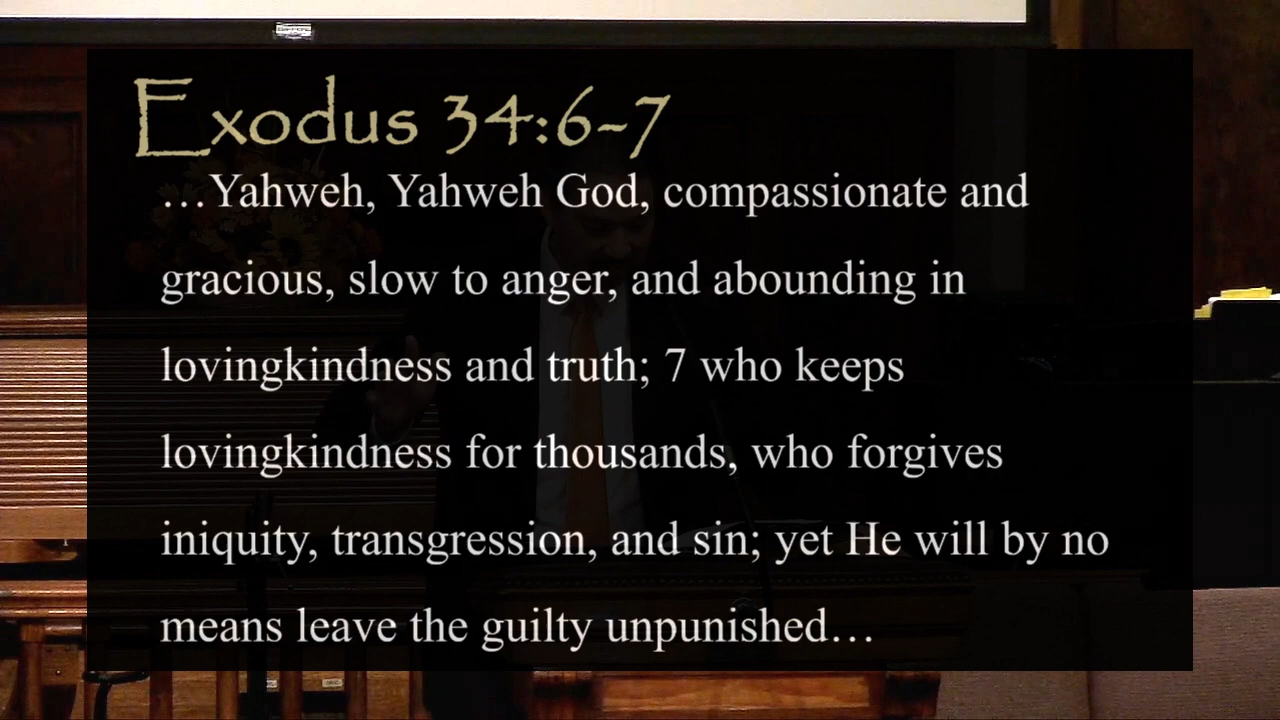 Exodus 34:6-7
…Yahweh, Yahweh God, compassionate and
gracious, slow to anger, and abounding in
lovingkindness and truth; 7 who keeps
lovingkindness for thousands, who forgives
iniquity, transgression, and sin; yet He will by no
means leave the guilty unpunished…